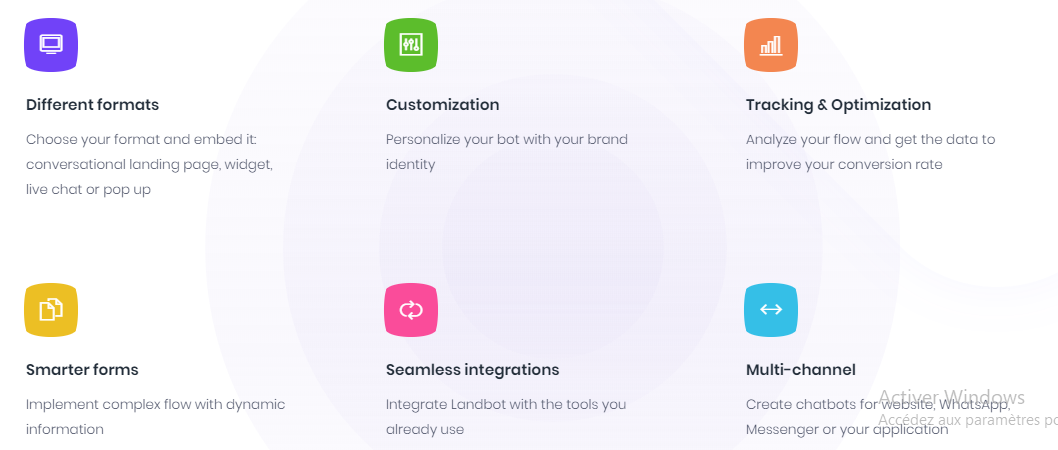 Different formats
Choose your format and embed it:
conversational landing page, widget,
live chat or pop up
Customization
Personalize your bot with your brand
identity
Tracking & Optimization
Analyze your flow and get the data to
improve your conversion rate
Smarter forms
Implement complex flow with dynamic
information
Seamless integrations
Integrate Landbot with the tools you
already use
Multi-channel
Create chatbots for website, WhatsApp,
Messenger or your application
Activer Windows
Accédez aux paramètres